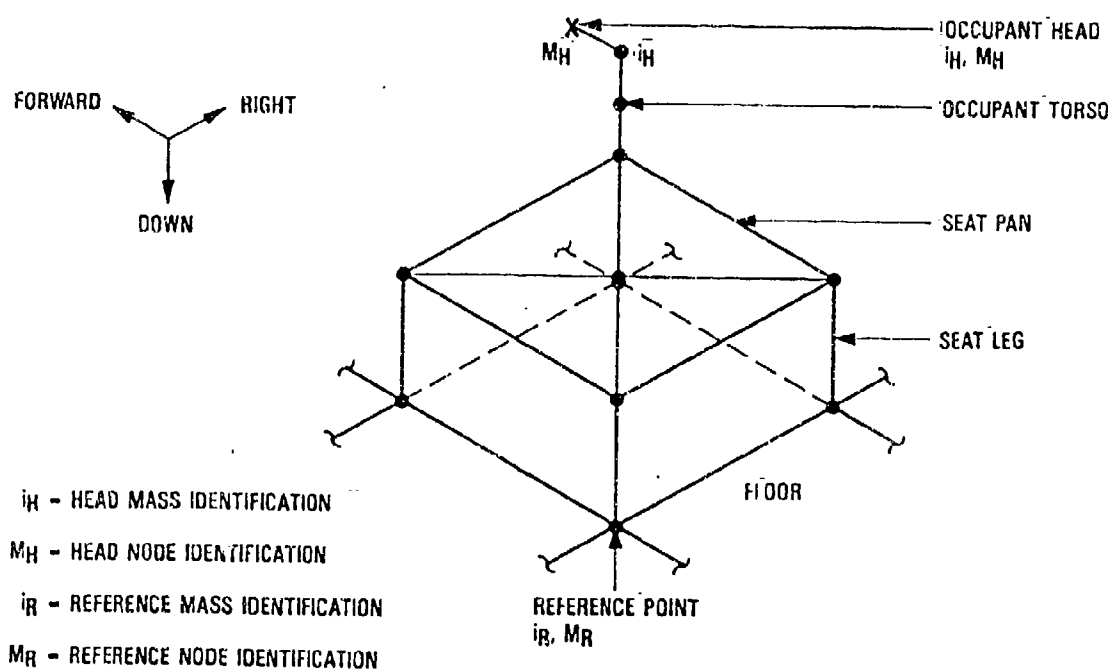 OCCUPANT HEAD
iH, MH
MH
iH
FORWARD
RIGHT
OCCUPANT TORSO
DOWN
SEAT PAN
SEAT LEG
FLOOR
iH - HEAD MASS IDENTIFICATION
MH - HEAD NODE IDENTIFICATION
iR - REFERENCE MASS IDENTIFICATION
MR - REFERENCE NODE IDENTIFICATION
REFERENCE POINT
iR, MR